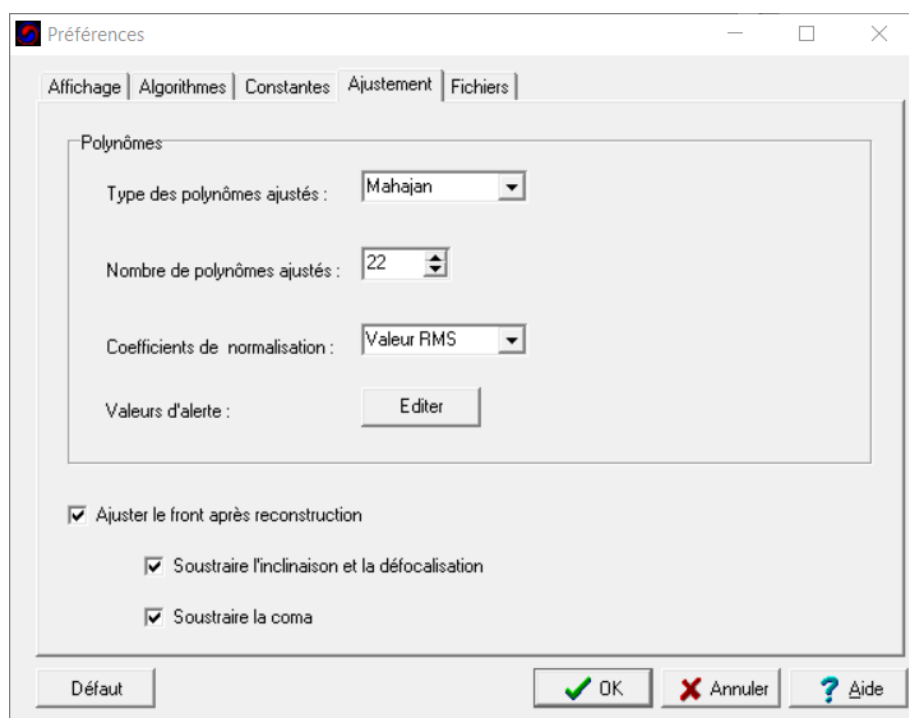 Préférences
Affichage Algorithmes Constantes Ajustement Fichiers
Polynômes
Type des polynômes ajustés : Mahajan
Nombre de polynômes ajustés : 22
Coefficients de normalisation : Valeur RMS
Valeurs d'alerte : Editer
Ajuster le front après reconstruction
Soustraire l'inclinaison et la défocalisation
Soustraire la coma
Défaut OK Annuler Aide